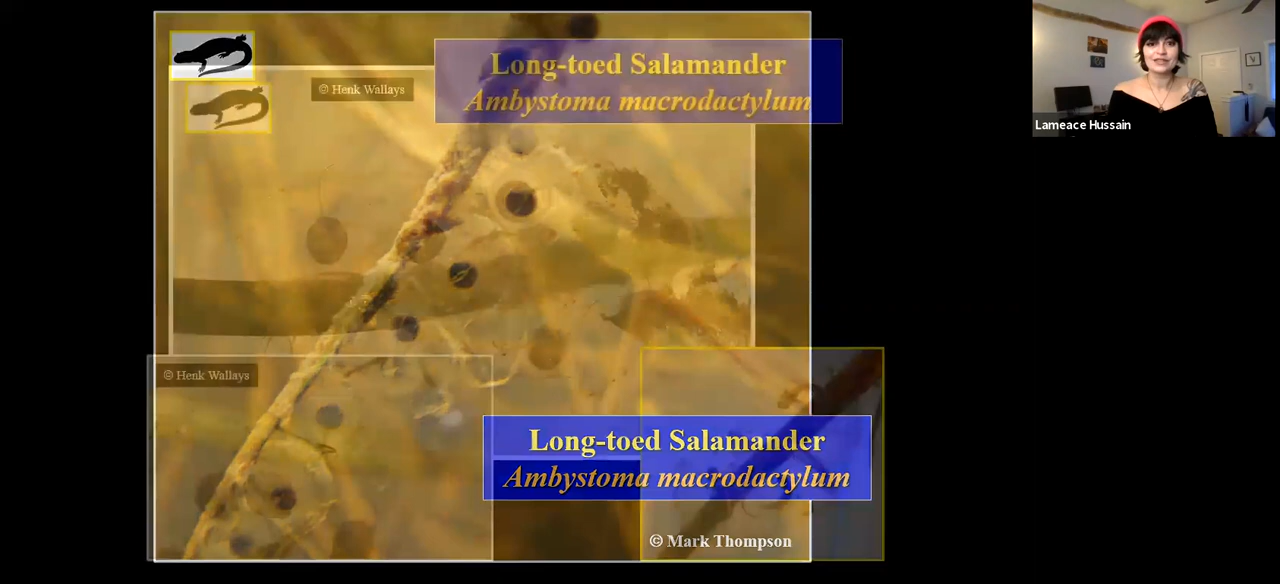 Long-toed Salamander
Ambystoma macrodactylum
© Henk Wallays
Lameace Hussain
© Henk Wallays
Long-toed Salamander
Ambystoma macrodactylum
© Mark Thompson